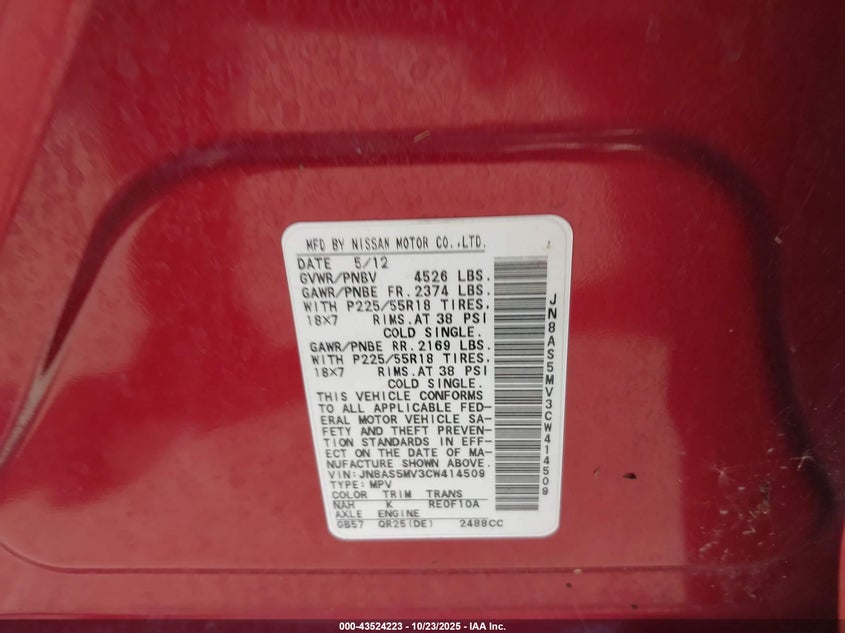 MFD BY NISSAN MOTOR CO.,LTD.
DATE 5/12
GVWR/PNBV 4526 LBS.
GAWR/PNBE FR. 2374 LBS.
WITH P225/55R18 TIRES.
18X7 RIMS. AT 38 PSI
COLD SINGLE.
GAWR/PNBE RR. 2169 LBS.
WITH P225/55R18 TIRES.
18X7 RIMS. AT 38 PSI
COLD SINGLE.
THIS VEHICLE CONFORMS
TO ALL APPLICABLE FED-
ERAL MOTOR VEHICLE SA-
FETY AND THEFT PREVEN-
TION STANDARDS IN EFF-
ECT ON THE DATE OF MA-
NUFACTURE SHOWN ABOVE.
VIN: JN8AS5MV3CW414509
TYPE: MPV
COLOR TRIM TRANS
NAH K RE0F10A
AXLE ENGINE
GB57 QR25(DE) 2488CC
JN8AS5MV3CW414509
000-43524223 - 10/23/2025 - IAA Inc.